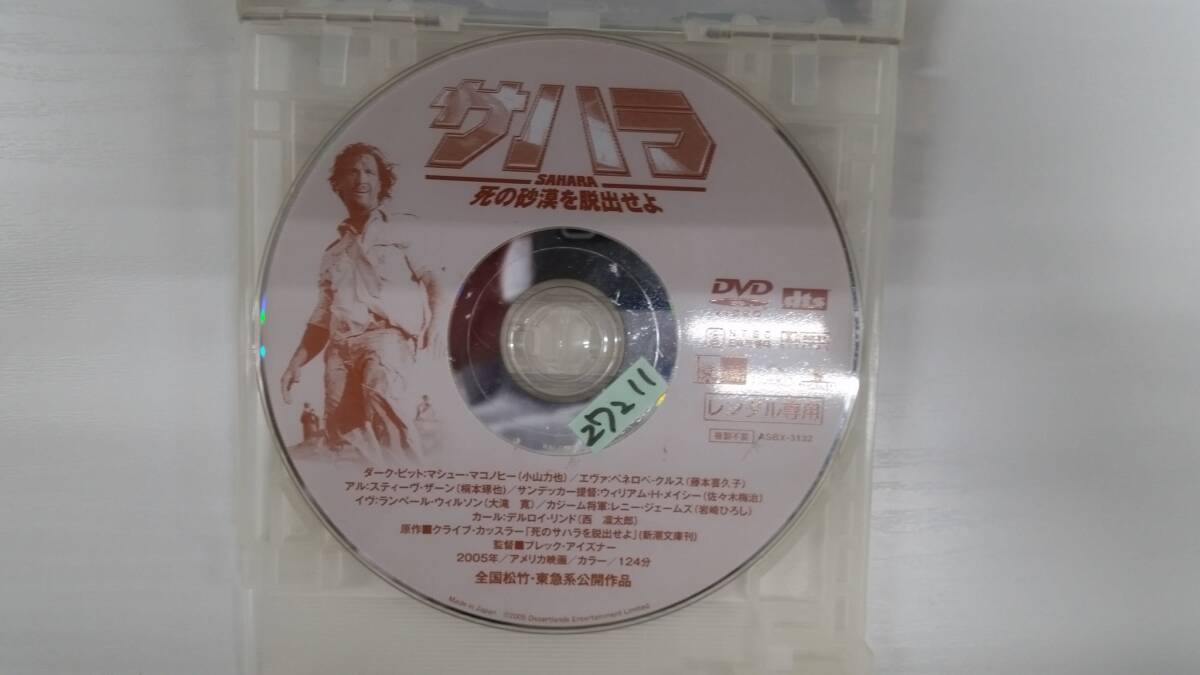 サハラ
SAHARA
死の砂漠を脱出せよ
DVD
dts
NTSC
レンタル専用
複製不能 ASBX-3132
27211
ダーク・ピット:マシュー・マコノヒー(小山力也)/エヴァ:ペネロペ・クルス(藤本喜久子)
アル:スティーヴ・ザーン(桐本琢也)/サンデッカー提督:ウィリアム・H・メイシー(佐々木梅治)
イヴ:ランベール・ウィルソン(大滝 寛)/カジーム将軍:レニー・ジェームズ(岩崎ひろし)
カール:デルロイ・リンド(西 凛太郎)
原作■クライブ・カッスラー「死のサハラを脱出せよ」(新潮文庫刊)
監督■ブレック・アイズナー
2005年/アメリカ映画/カラー/124分
全国松竹・東急系公開作品
Made in Japan ©2005 Desertlands Entertainment Limited